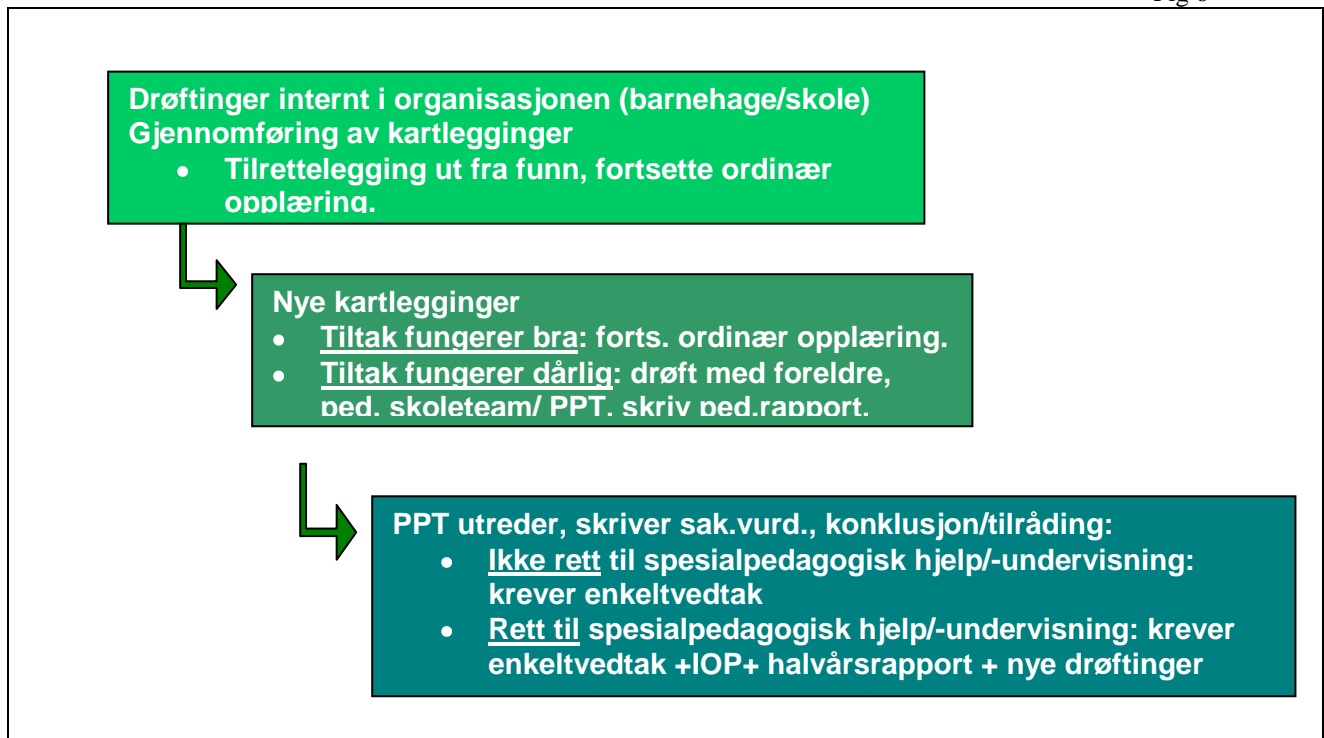 Drøftinger internt i organisasjonen (barnehage/skole)
Gjennomføring av kartlegginger
• Tilrettelegging ut fra funn, fortsette ordinær
opplæring.
Nye kartlegginger
• Tiltak fungerer bra: forts. ordinær opplæring.
• Tiltak fungerer dårlig: drøft med foreldre,
ped. skoleteam/ PPT, skriv ped.rapport.
PPT utreder, skriver sak.vurd., konklusjon/tilråding:
• Ikke rett til spesialpedagogisk hjelp/-undervisning:
krever enkeltvedtak
• Rett til spesialpedagogisk hjelp/-undervisning: krever
enkeltvedtak +IOP+ halvårsrapport + nye drøftinger